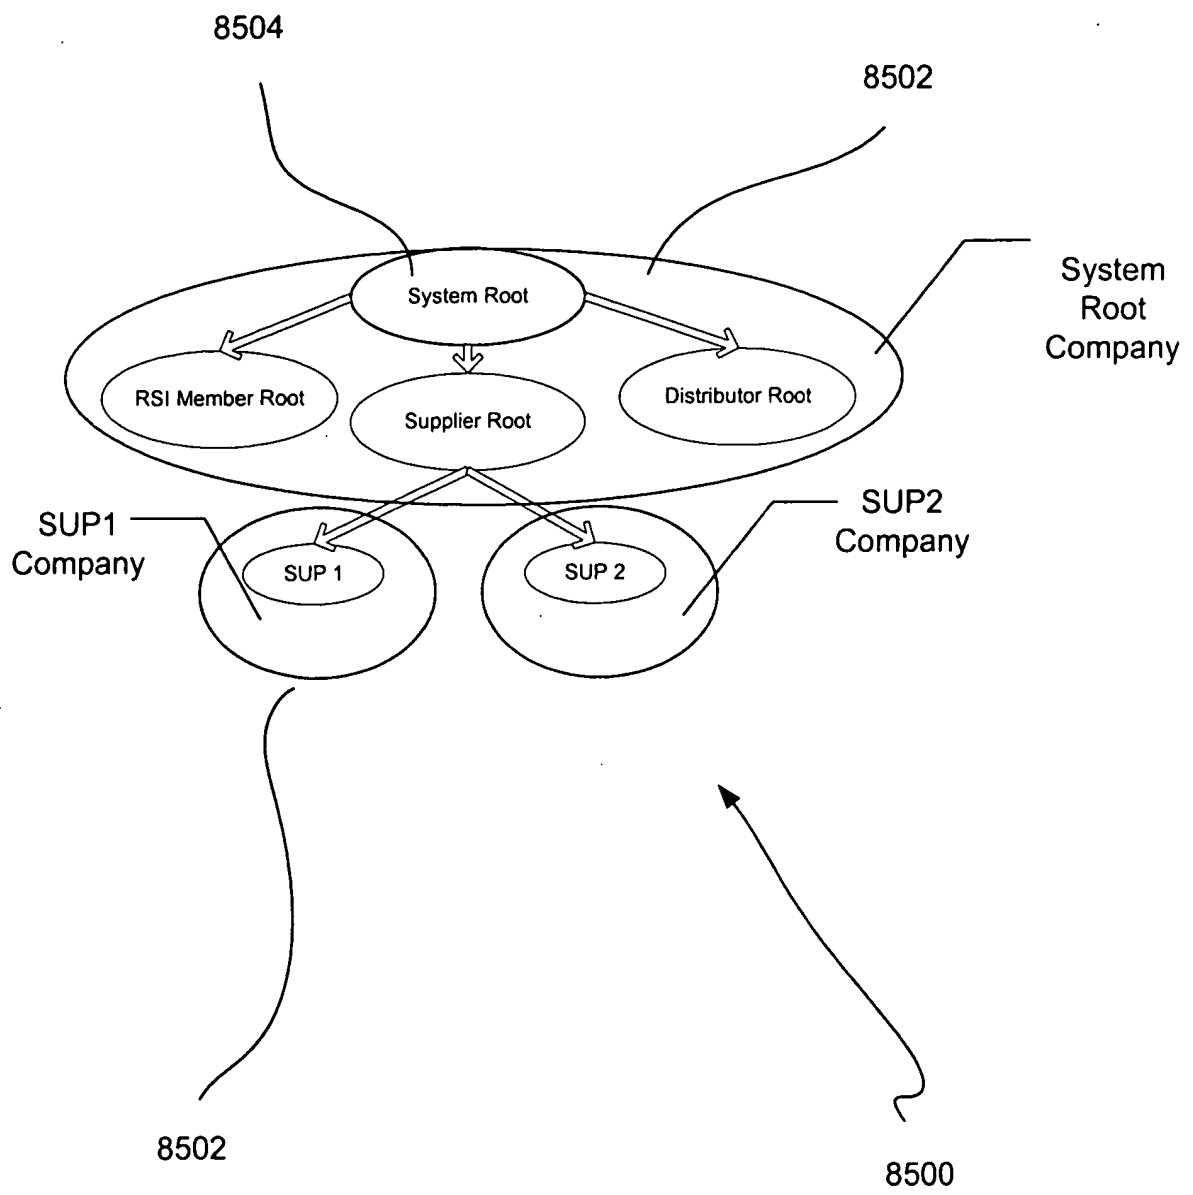 8504
8502
System
Root
Company
System Root
RSI Member Root
Supplier Root
Distributor Root
SUP1
Company
SUP2
Company
SUP 1
SUP 2
8502
8500